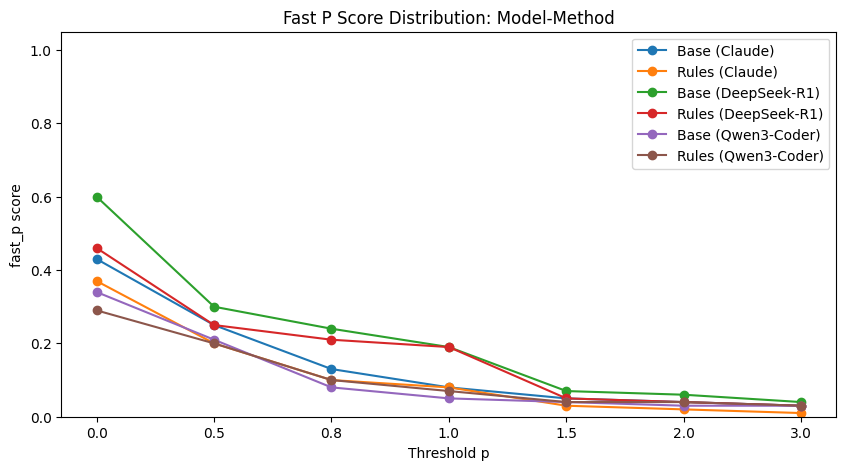 Fast P Score Distribution: Model-Method
Base (Claude)
Rules (Claude)
Base (DeepSeek-R1)
Rules (DeepSeek-R1)
Base (Qwen3-Coder)
Rules (Qwen3-Coder)
fast_p score
1.0
0.8
0.6
0.4
0.2
0.0
0.0 0.5 0.8 1.0 1.5 2.0 3.0
Threshold p